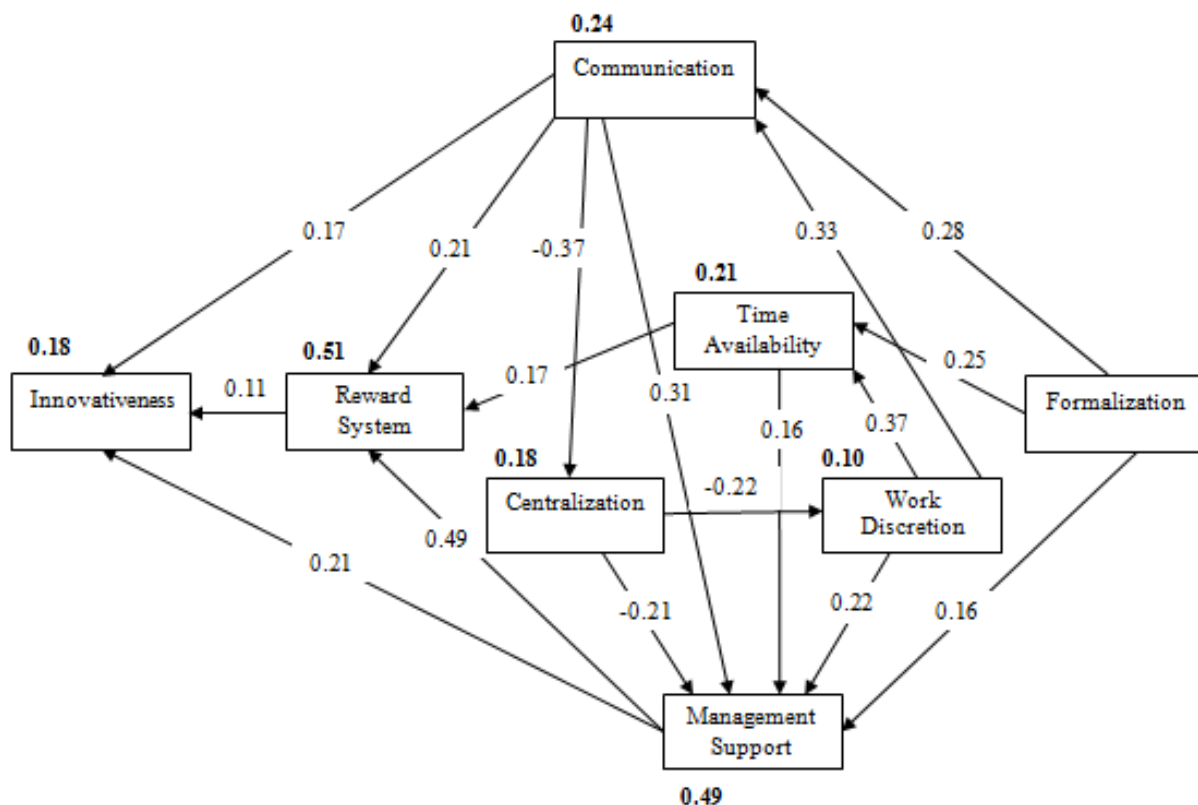 0.24
Communication
0.17
0.21
-0.37
0.33
0.28
0.21
Time
Availability
0.25
0.18
Innovativeness
0.11
0.51
Reward
System
0.17
0.31
0.16
0.37
Formalization
0.18
Centralization
-0.22
0.10
Work
Discretion
0.49
0.21
-0.21
0.22
0.16
Management
Support
0.49